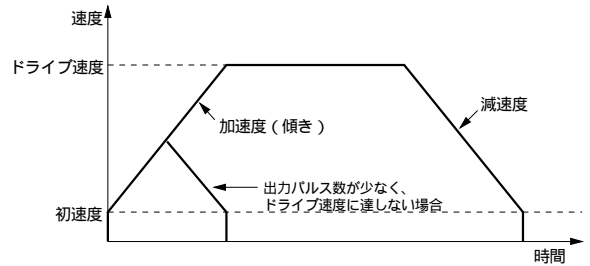 速度
ドライブ速度
加速度（傾き）
減速度
出力パルス数が少なく、
ドライブ速度に達しない場合
初速度
時間